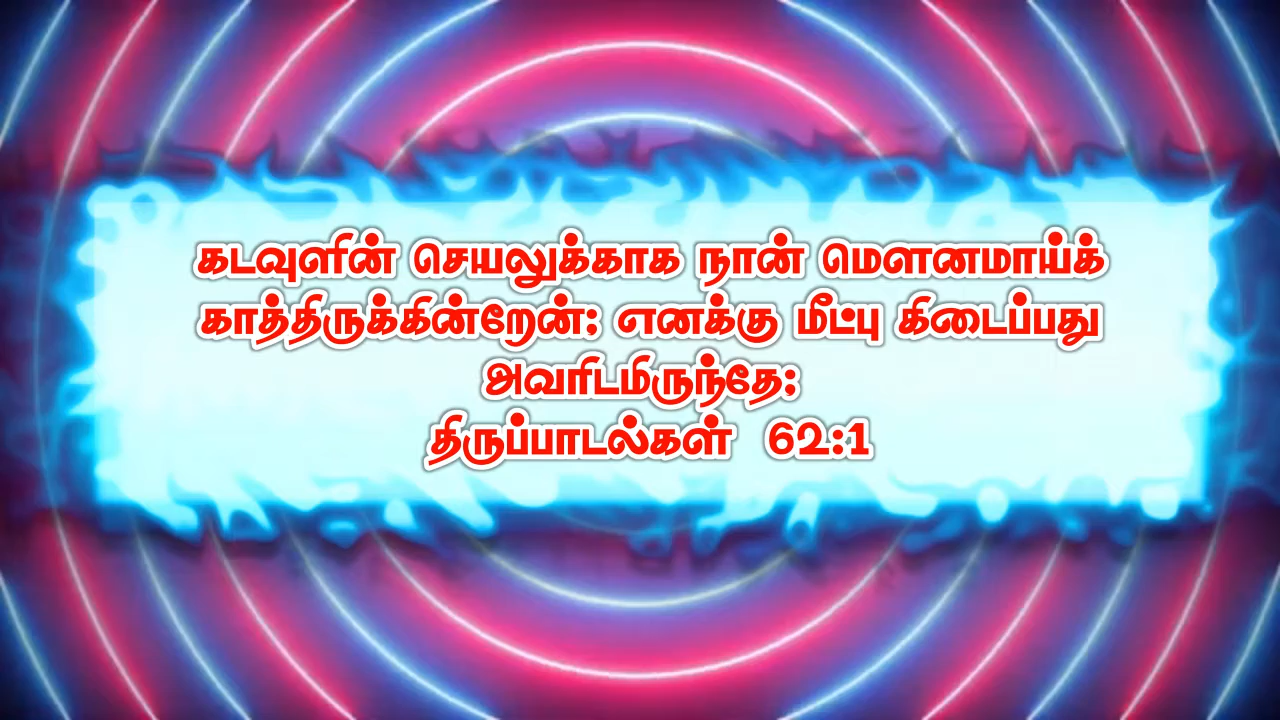 கடவுளின் செயலுக்காக நான் மௌனமாய்க்
காத்திருக்கின்றேன்; எனக்கு மீட்பு கிடைப்பது
அவரிடமிருந்தே;
திருப்பாடல்கள் 62:1